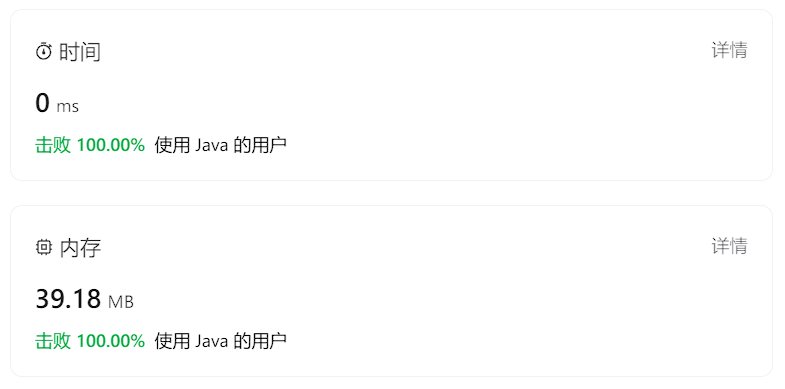 时间 详情
0 ms
击败 100.00% 使用 Java 的用户
内存 详情
39.18 MB
击败 100.00% 使用 Java 的用户